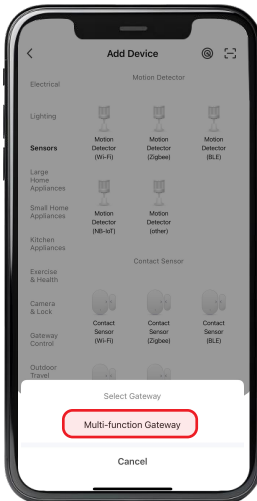 Add Device
Motion Detector
Electrical
Lighting
Sensors
Motion
Detector
(Wi-Fi)
Motion
Detector
(Zigbee)
Motion
Detector
(BLE)
Large
Home
Appliances
Motion
Detector
(NB-IoT)
Motion
Detector
(other)
Small Home
Appliances
Kitchen
Appliances
Contact Sensor
Exercise
& Health
Camera
& Lock
Contact
Sensor
(Wi-Fi)
Contact
Sensor
(Zigbee)
Contact
Sensor
(BLE)
Gateway
Control
Outdoor
Travel
Select Gateway
Multi-function Gateway
Cancel